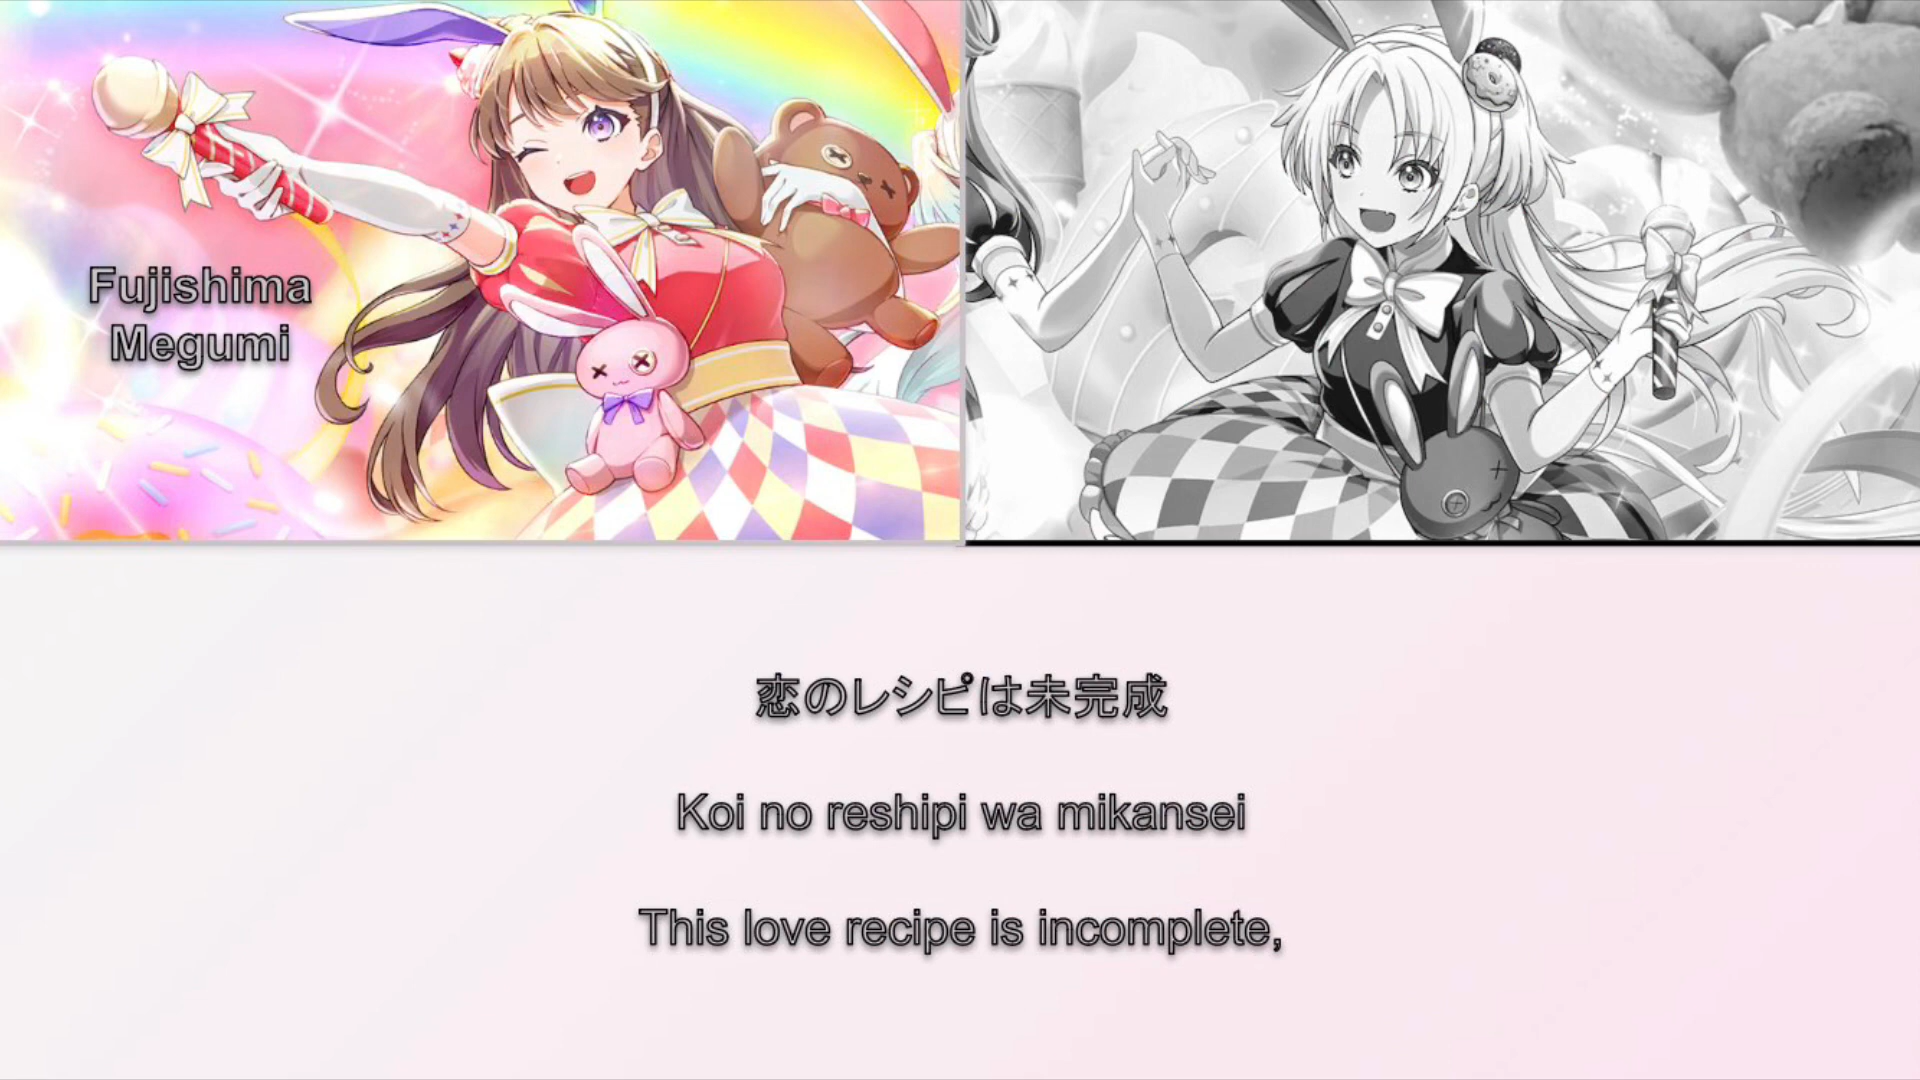 Fujishima
Megumi
恋のレシピは未完成
Koi no reshipi wa mikansei
This love recipe is incomplete,